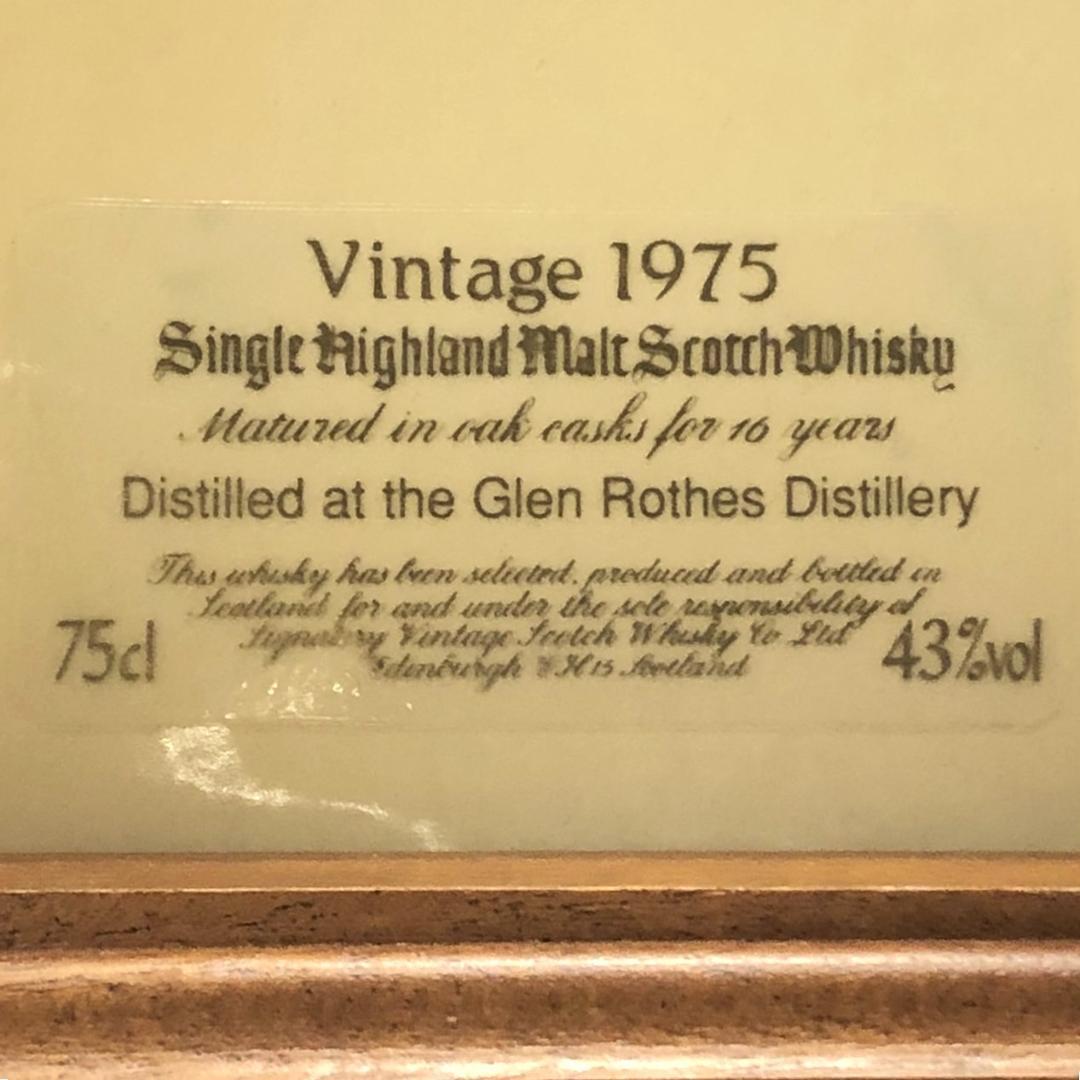 Vintage 1975
Single Highland Malt Scotch Whisky
Matured in oak casks for 16 years
Distilled at the Glen Rothes Distillery
This whisky has been selected, produced and bottled in
Scotland for and under the sole responsibility of
Signatory Vintage Scotch Whisky Co Ltd
Edinburgh EH15 Scotland
75cl
43%vol